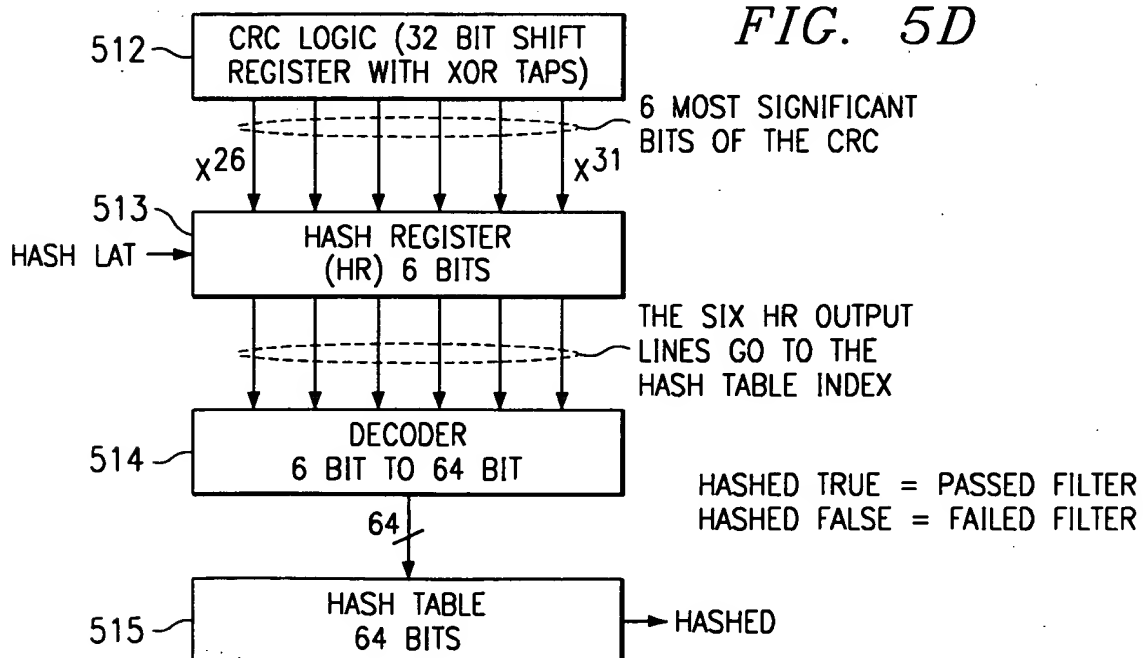 FIG. 5D
512
CRC LOGIC (32 BIT SHIFT
REGISTER WITH XOR TAPS)
6 MOST SIGNIFICANT
BITS OF THE CRC
X26
X31
513
HASH LAT
HASH REGISTER
(HR) 6 BITS
THE SIX HR OUTPUT
LINES GO TO THE
HASH TABLE INDEX
514
DECODER
6 BIT TO 64 BIT
HASHED TRUE = PASSED FILTER
HASHED FALSE = FAILED FILTER
64
515
HASH TABLE
64 BITS
HASHED